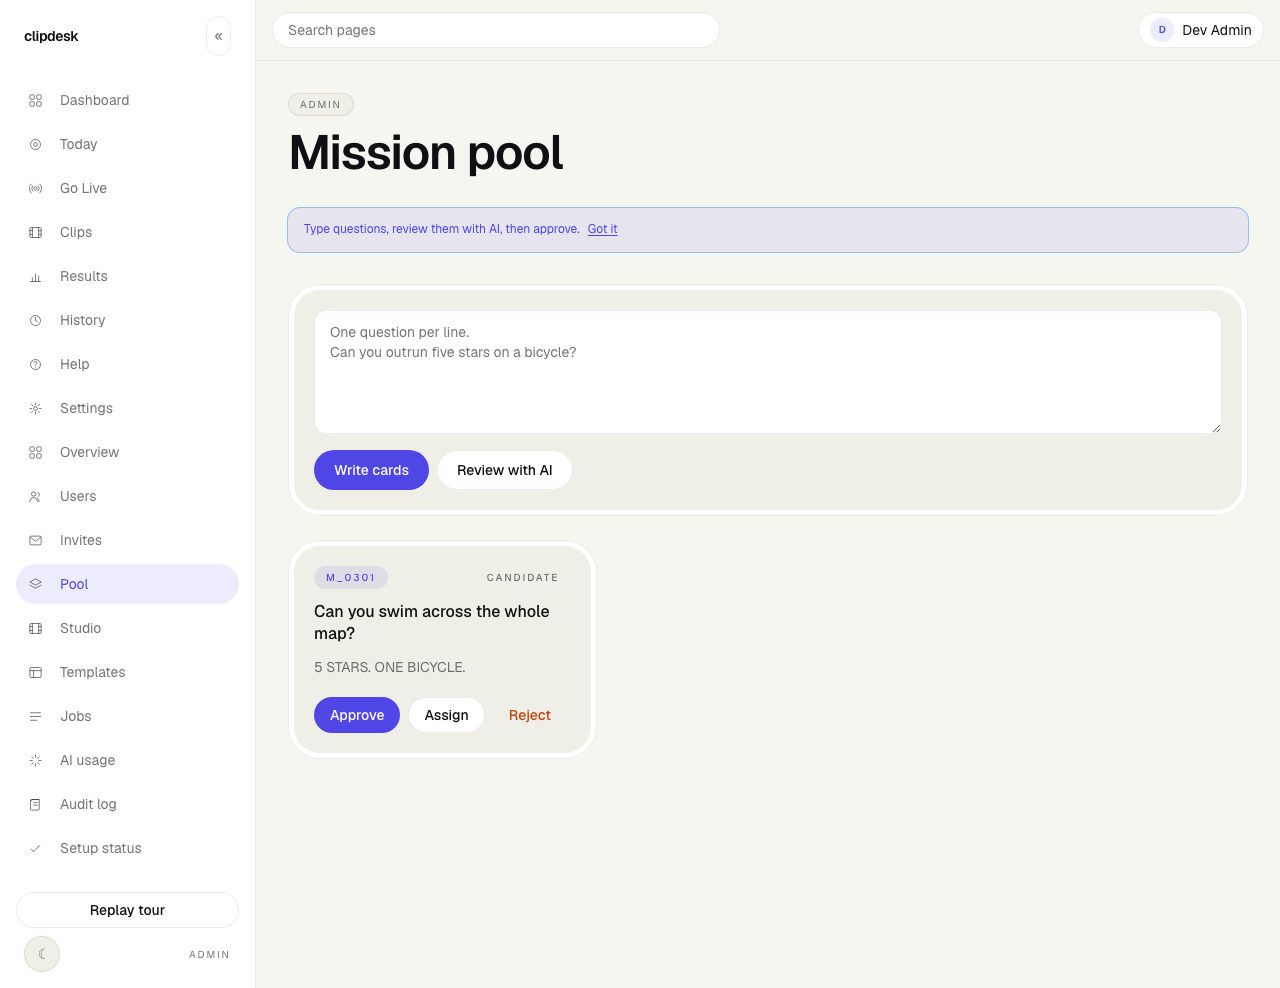 clipdesk
«
Search pages
D
Dev Admin
Dashboard
Today
Go Live
Clips
Results
History
Help
Settings
Overview
Users
Invites
Pool
Studio
Templates
Jobs
AI usage
Audit log
Setup status
Replay tour
ADMIN
ADMIN
Mission pool
Type questions, review them with AI, then approve. Got it
One question per line.
Can you outrun five stars on a bicycle?
Write cards
Review with AI
M_0301
CANDIDATE
Can you swim across the whole
map?
5 STARS. ONE BICYCLE.
Approve
Assign
Reject